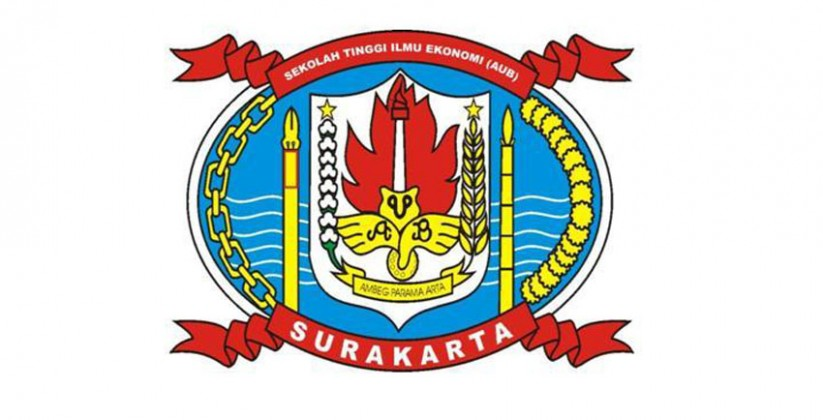 SEKOLAH TINGGI ILMU EKONOMI (AUB)
A U B
AMBEG PARAMA ARTA
SURAKARTA